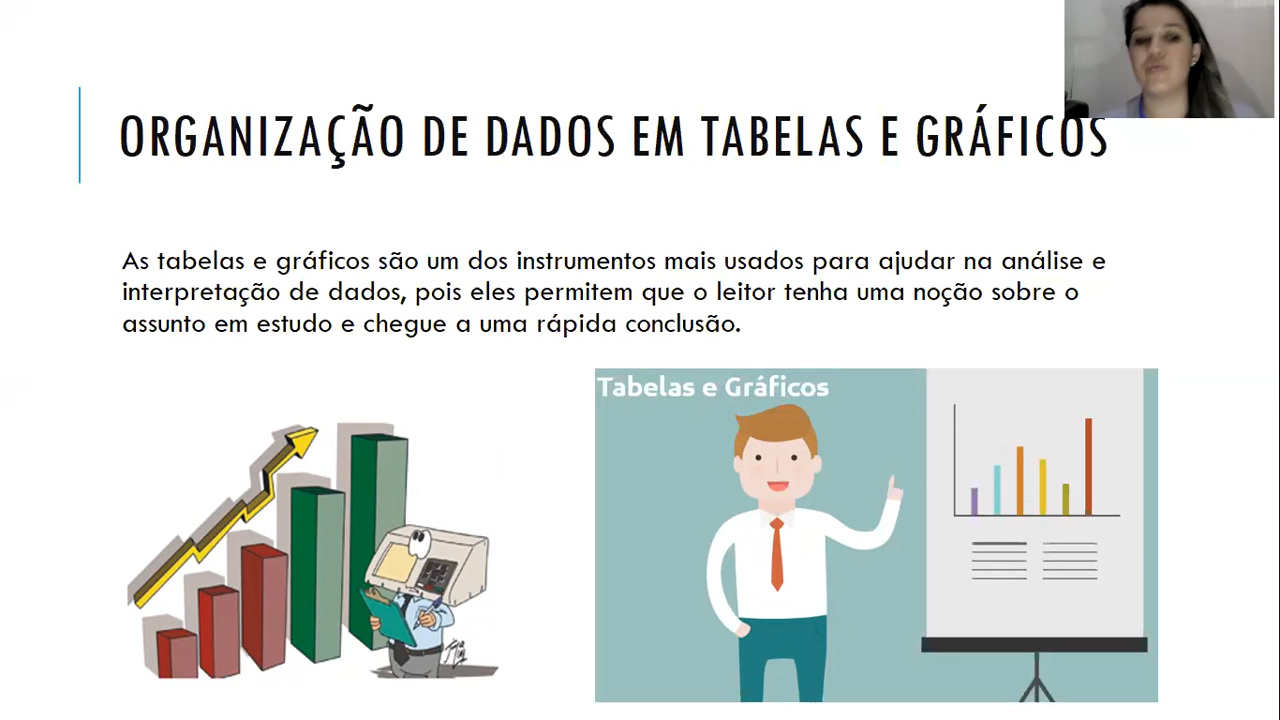 ORGANIZAÇÃO DE DADOS EM TABELAS E GRÁFICOS
As tabelas e gráficos são um dos instrumentos mais usados para ajudar na análise e
interpretação de dados, pois eles permitem que o leitor tenha uma noção sobre o
assunto em estudo e chegue a uma rápida conclusão.
Tabelas e Gráficos